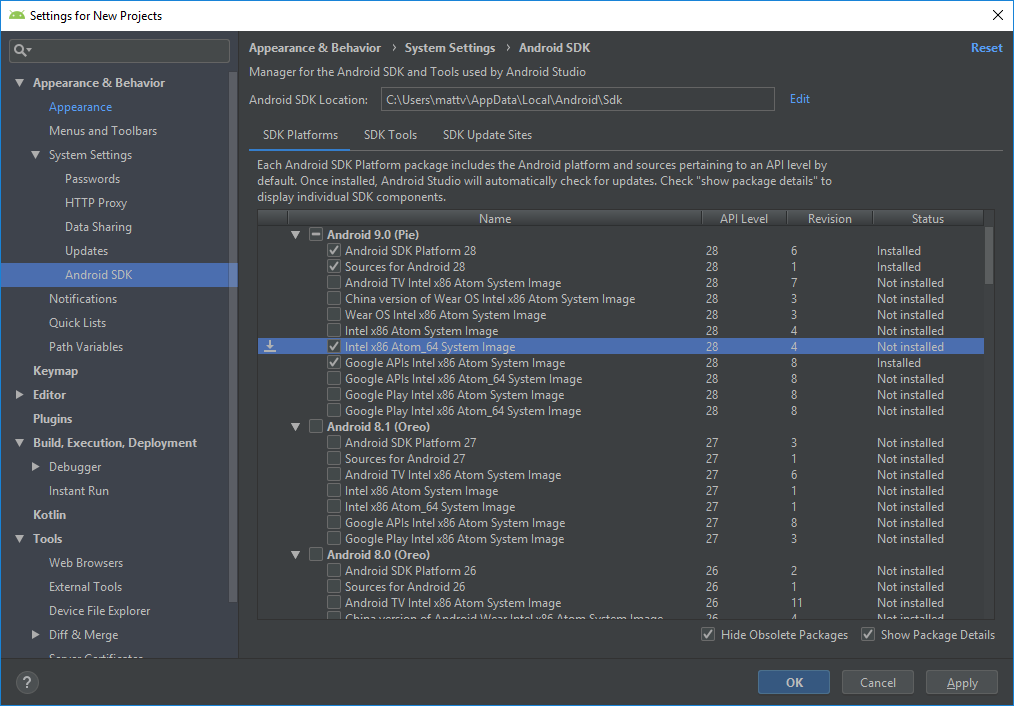 Settings for New Projects
Appearance & Behavior
Appearance
Menus and Toolbars
System Settings
Passwords
HTTP Proxy
Data Sharing
Updates
Android SDK
Notifications
Quick Lists
Path Variables
Keymap
Editor
Plugins
Build, Execution, Deployment
Debugger
Instant Run
Kotlin
Tools
Web Browsers
External Tools
Device File Explorer
Diff & Merge
Server Certificates
Appearance & Behavior › System Settings › Android SDK Reset
Manager for the Android SDK and Tools used by Android Studio
Android SDK Location: C:\Users\mattv\AppData\Local\Android\Sdk Edit
SDK Platforms SDK Tools SDK Update Sites
Each Android SDK Platform package includes the Android platform and sources pertaining to an API level by
default. Once installed, Android Studio will automatically check for updates. Check "show package details" to
display individual SDK components.
Name API Level Revision Status
Android 9.0 (Pie)
Android SDK Platform 28 28 6 Installed
Sources for Android 28 28 1 Installed
Android TV Intel x86 Atom System Image 28 7 Not installed
China version of Wear OS Intel x86 Atom System Image 28 3 Not installed
Wear OS Intel x86 Atom System Image 28 3 Not installed
Intel x86 Atom System Image 28 4 Not installed
Intel x86 Atom_64 System Image 28 4 Not installed
Google APIs Intel x86 Atom System Image 28 8 Installed
Google APIs Intel x86 Atom_64 System Image 28 8 Not installed
Google Play Intel x86 Atom System Image 28 8 Not installed
Google Play Intel x86 Atom_64 System Image 28 8 Not installed
Android 8.1 (Oreo)
Android SDK Platform 27 27 3 Not installed
Sources for Android 27 27 1 Not installed
Android TV Intel x86 Atom System Image 27 6 Not installed
Intel x86 Atom System Image 27 1 Not installed
Intel x86 Atom_64 System Image 27 1 Not installed
Google APIs Intel x86 Atom System Image 27 8 Not installed
Google Play Intel x86 Atom System Image 27 3 Not installed
Android 8.0 (Oreo)
Android SDK Platform 26 26 2 Not installed
Sources for Android 26 26 1 Not installed
Android TV Intel x86 Atom System Image 26 11 Not installed
China version of Android Wear Intel x86 Atom System Image 26 4 Not installed
Hide Obsolete Packages Show Package Details
? OK Cancel Apply